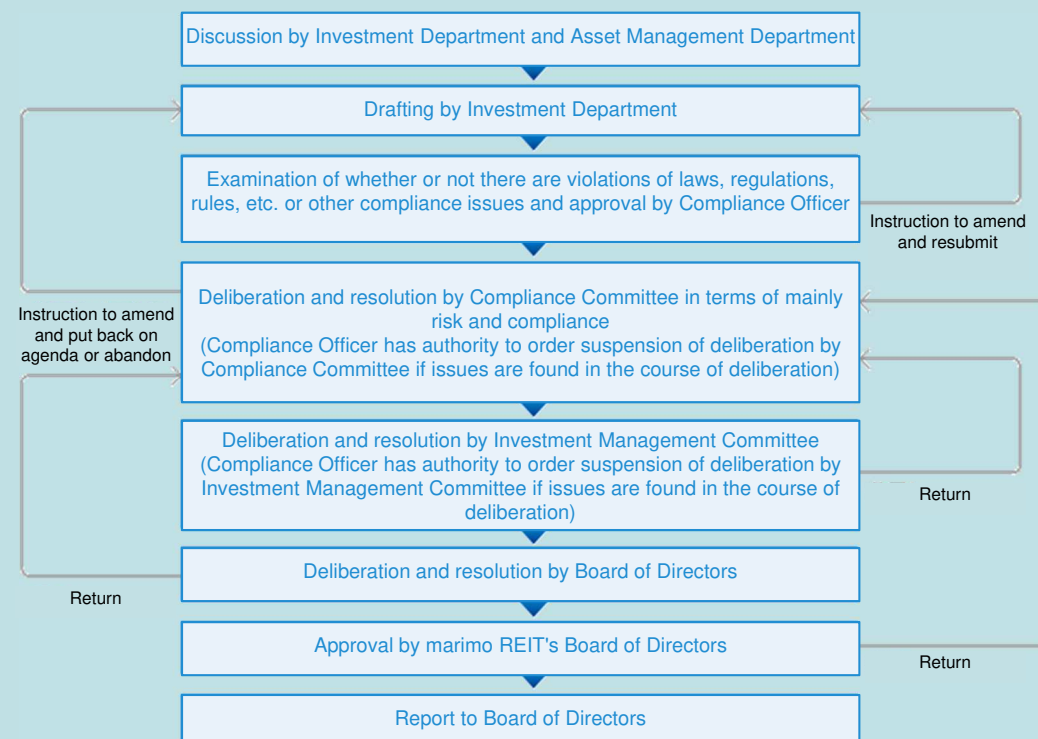 Discussion by Investment Department and Asset Management Department
Drafting by Investment Department
Examination of whether or not there are violations of laws, regulations,
rules, etc. or other compliance issues and approval by Compliance Officer
Instruction to amend
and resubmit
Deliberation and resolution by Compliance Committee in terms of mainly
risk and compliance
(Compliance Officer has authority to order suspension of deliberation by
Compliance Committee if issues are found in the course of deliberation)
Instruction to amend
and put back on
agenda or abandon
Deliberation and resolution by Investment Management Committee
(Compliance Officer has authority to order suspension of deliberation by
Investment Management Committee if issues are found in the course of
deliberation)
Return
Deliberation and resolution by Board of Directors
Return
Approval by marimo REIT's Board of Directors
Return
Report to Board of Directors